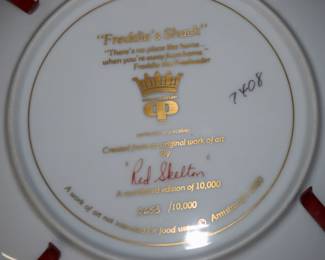 "Freddie's Shack"
"There's no place like home
when you're away from home.
Freddie the Freeloader
7408
Created from an original work of art
by
"Red Skelton"
A worldwide edition of 10,000
/10,000
A work of art not intended for food use ©